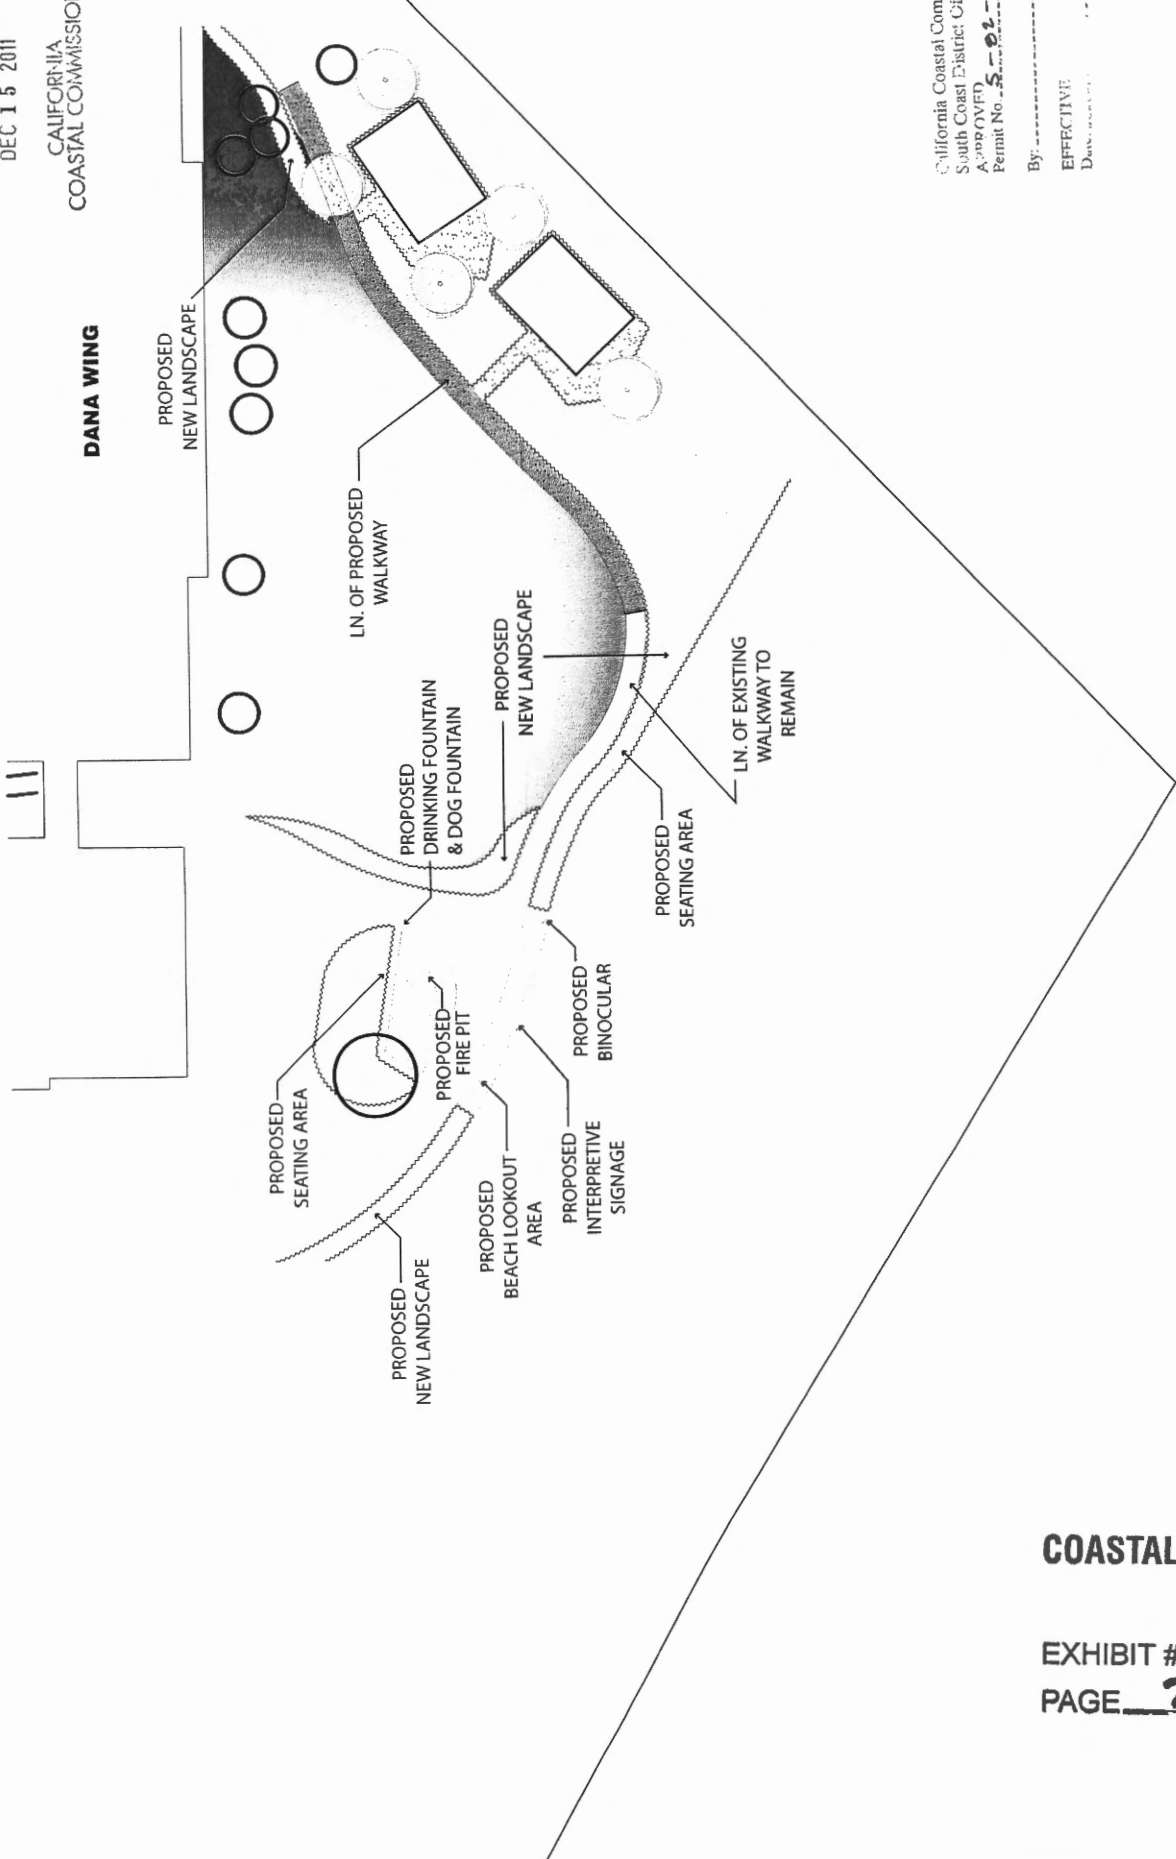 DEC 15 2011
CALIFORNIA
COASTAL COMMISSION
DANA WING
PROPOSED
NEW LANDSCAPE
LN. OF PROPOSED
WALKWAY
PROPOSED
DRINKING FOUNTAIN
& DOG FOUNTAIN
PROPOSED
NEW LANDSCAPE
LN. OF EXISTING
WALKWAY TO
REMAIN
PROPOSED
SEATING AREA
PROPOSED
BINOCULAR
PROPOSED
FIRE PIT
PROPOSED
SEATING AREA
PROPOSED
INTERPRETIVE
SIGNAGE
PROPOSED
BEACH LOOKOUT
AREA
PROPOSED
NEW LANDSCAPE
California Coastal Com
South Coast District
APPROVED
Permit No. 5-02-
By:
EFFECTIVE
COASTAL
EXHIBIT #
PAGE